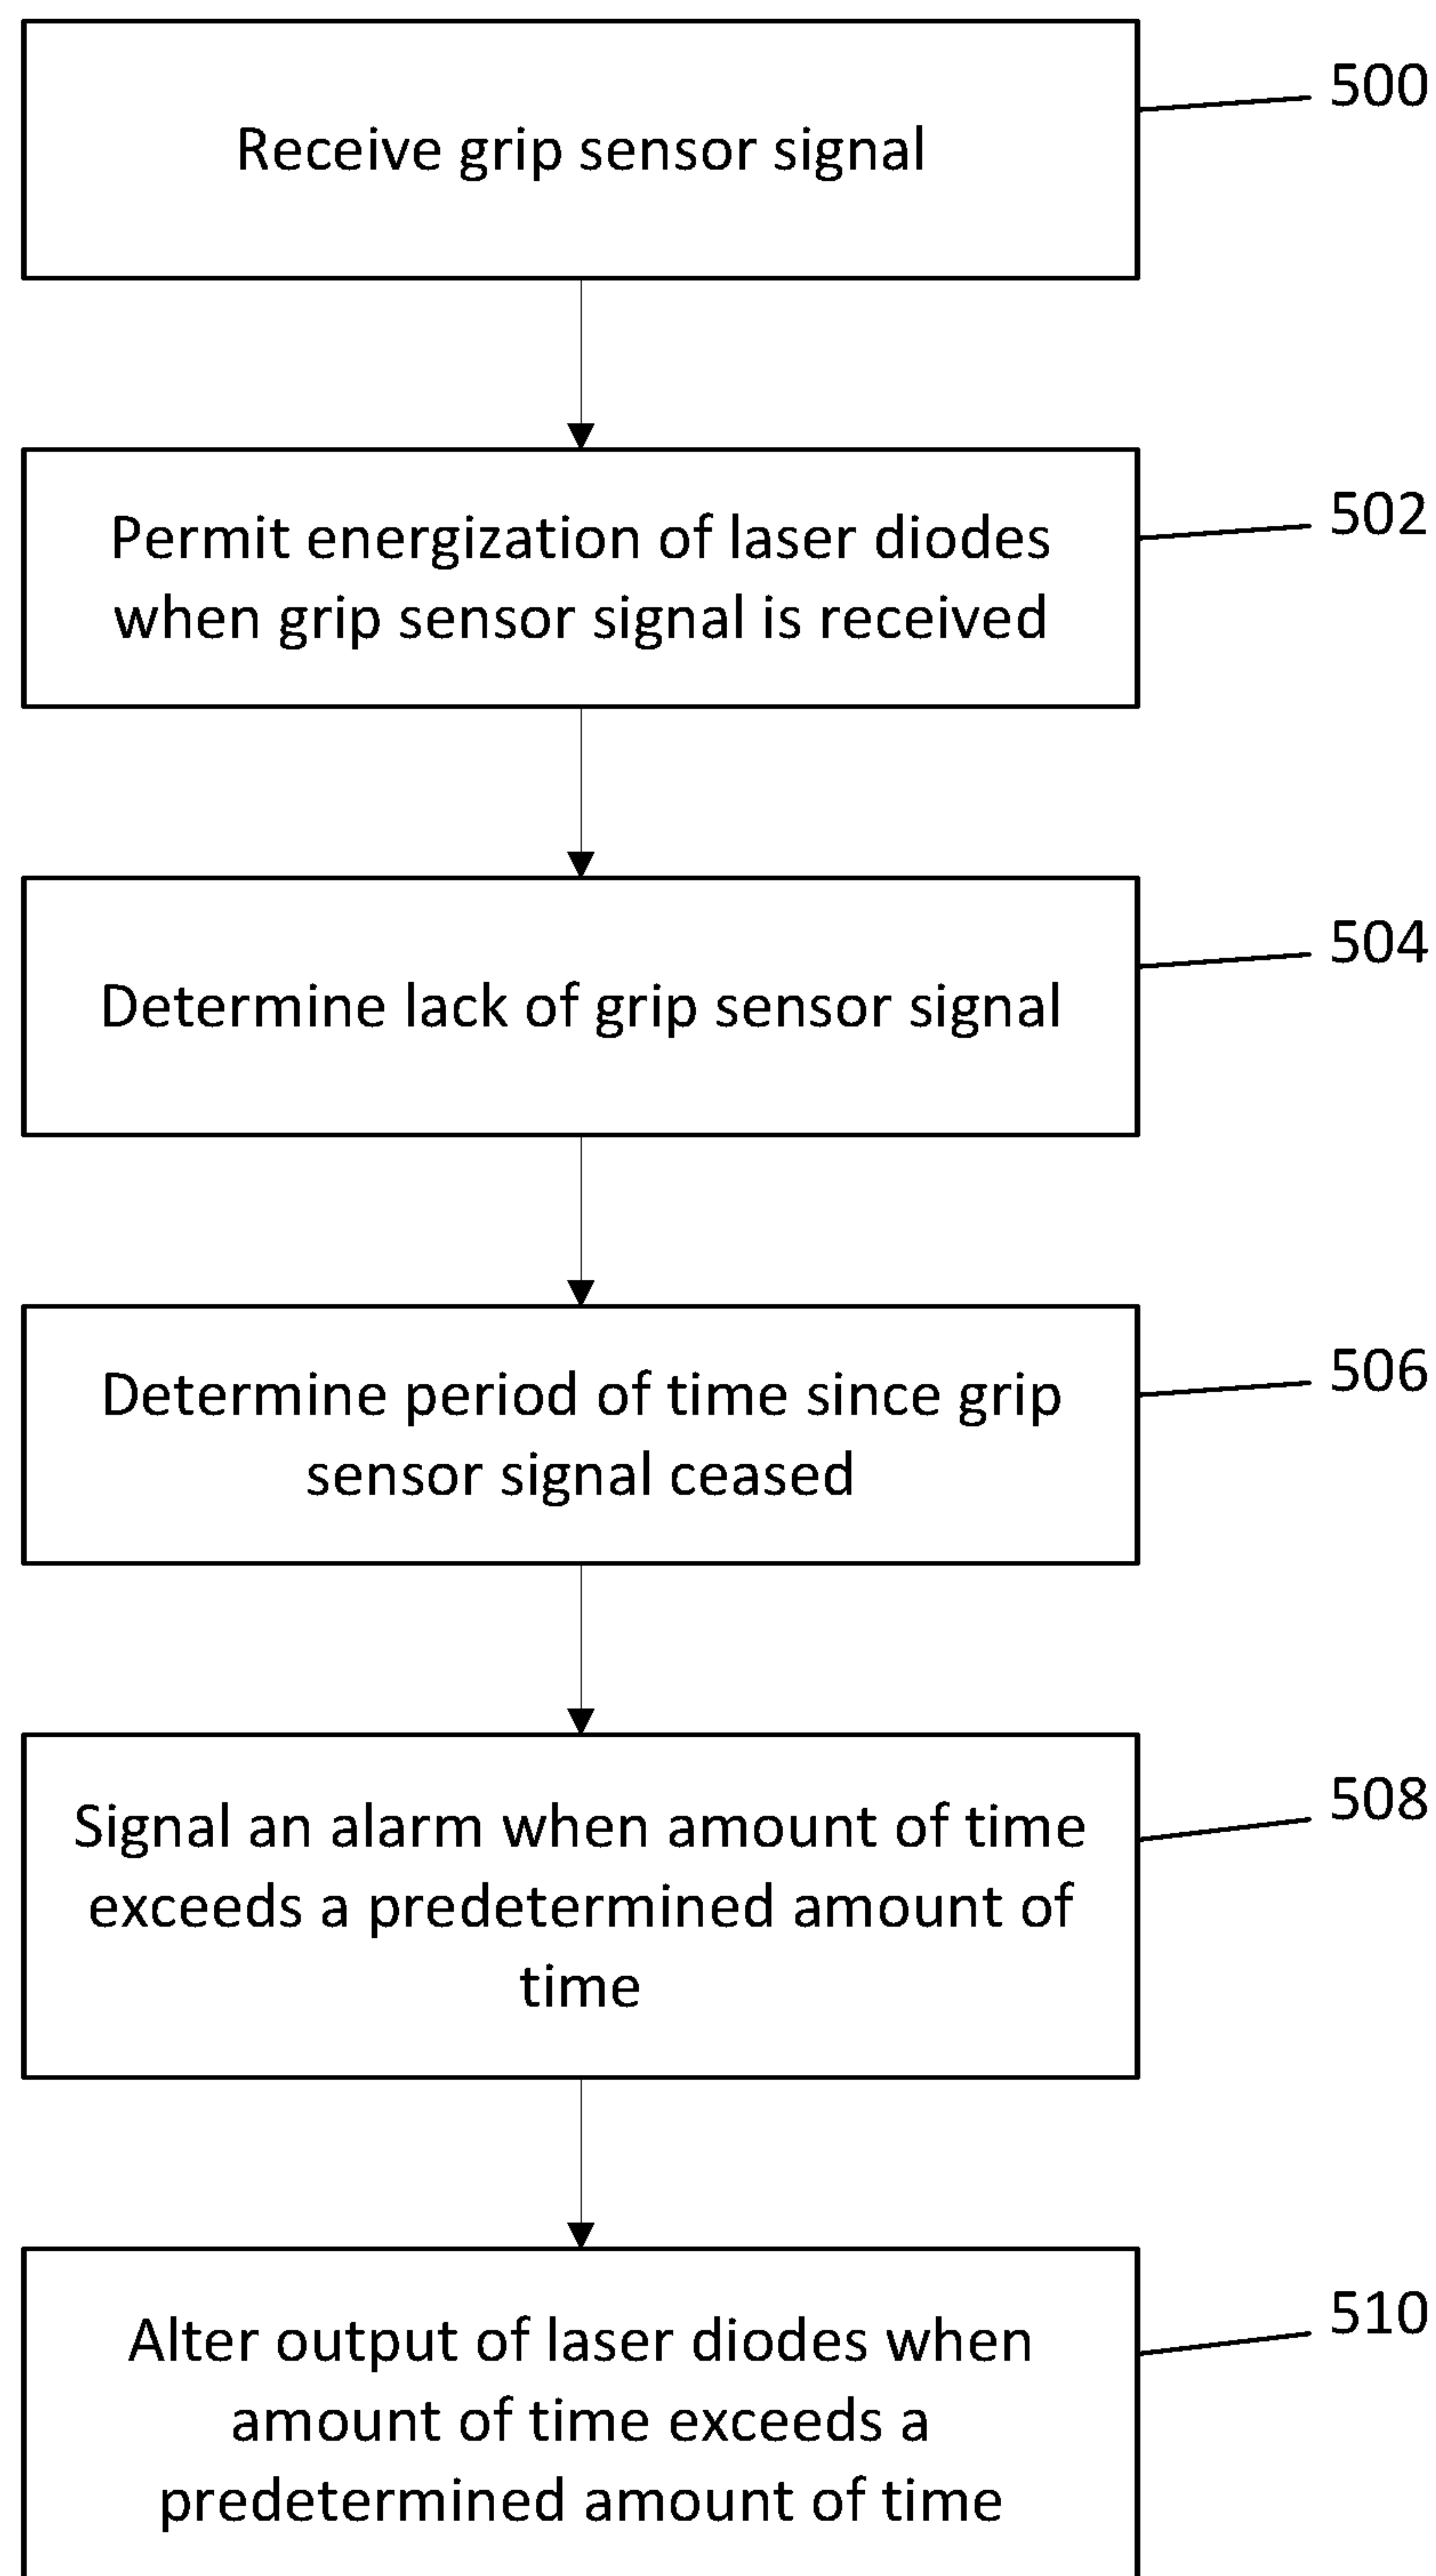 Receive grip sensor signal
500
Permit energization of laser diodes
when grip sensor signal is received
502
Determine lack of grip sensor signal
504
Determine period of time since grip
sensor signal ceased
506
Signal an alarm when amount of time
exceeds a predetermined amount of
time
508
Alter output of laser diodes when
amount of time exceeds a
predetermined amount of time
510